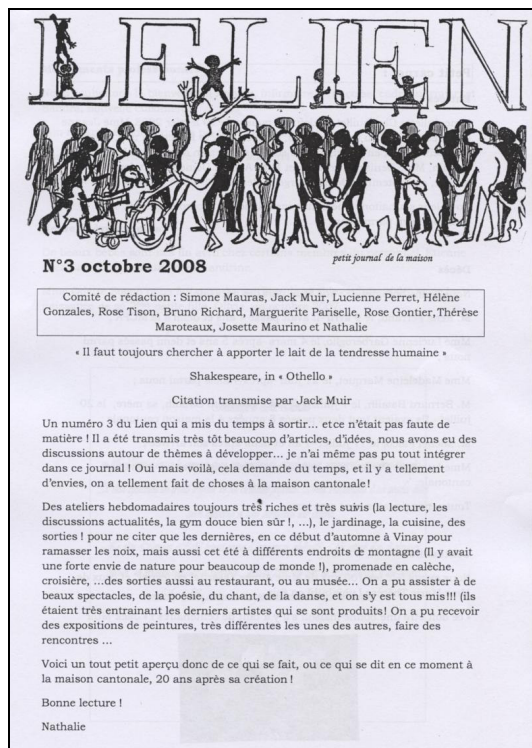 LE LIEN
petit journal de la maison
N°3 octobre 2008
Comité de rédaction : Simone Mauras, Jack Muir, Lucienne Perret, Hélène
Gonzales, Rose Tison, Bruno Richard, Marguerite Pariselle, Rose Gontier,Thérèse
Maroteaux, Josette Maurino et Nathalie
« Il faut toujours chercher à apporter le lait de la tendresse humaine »
Shakespeare, in « Othello »
Citation transmise par Jack Muir
Un numéro 3 du Lien qui a mis du temps à sortir... et ce n'était pas faute de
matière ! Il a été transmis très tôt beaucoup d'articles, d'idées, nous avons eu des
discussions autour de thèmes à développer... je n'ai même pas pu tout intégrer
dans ce journal ! Oui mais voilà, cela demande du temps, et il y a tellement
d'envies, on a tellement fait de choses à la maison cantonale !
Des ateliers hebdomadaires toujours très riches et très suivis (la lecture, les
discussions actualités, la gym douce bien sûr !, ...), le jardinage, la cuisine, des
sorties ! pour ne citer que les dernières, en ce début d'automne à Vinay pour
ramasser les noix, mais aussi cet été à différents endroits de montagne (Il y avait
une forte envie de nature pour beaucoup de monde !), promenade en calèche,
croisière, ...des sorties aussi au restaurant, ou au musée... On a pu assister à de
beaux spectacles, de la poésie, du chant, de la danse, et on s'y est tous mis!!! (ils
étaient très entrainant les derniers artistes qui se sont produits! On a pu recevoir
des expositions de peintures, très différentes les unes des autres, faire des
rencontres ...
Voici un tout petit aperçu donc de ce qui se fait, ou ce qui se dit en ce moment à
la maison cantonale, 20 ans après sa création !
Bonne lecture !
Nathalie